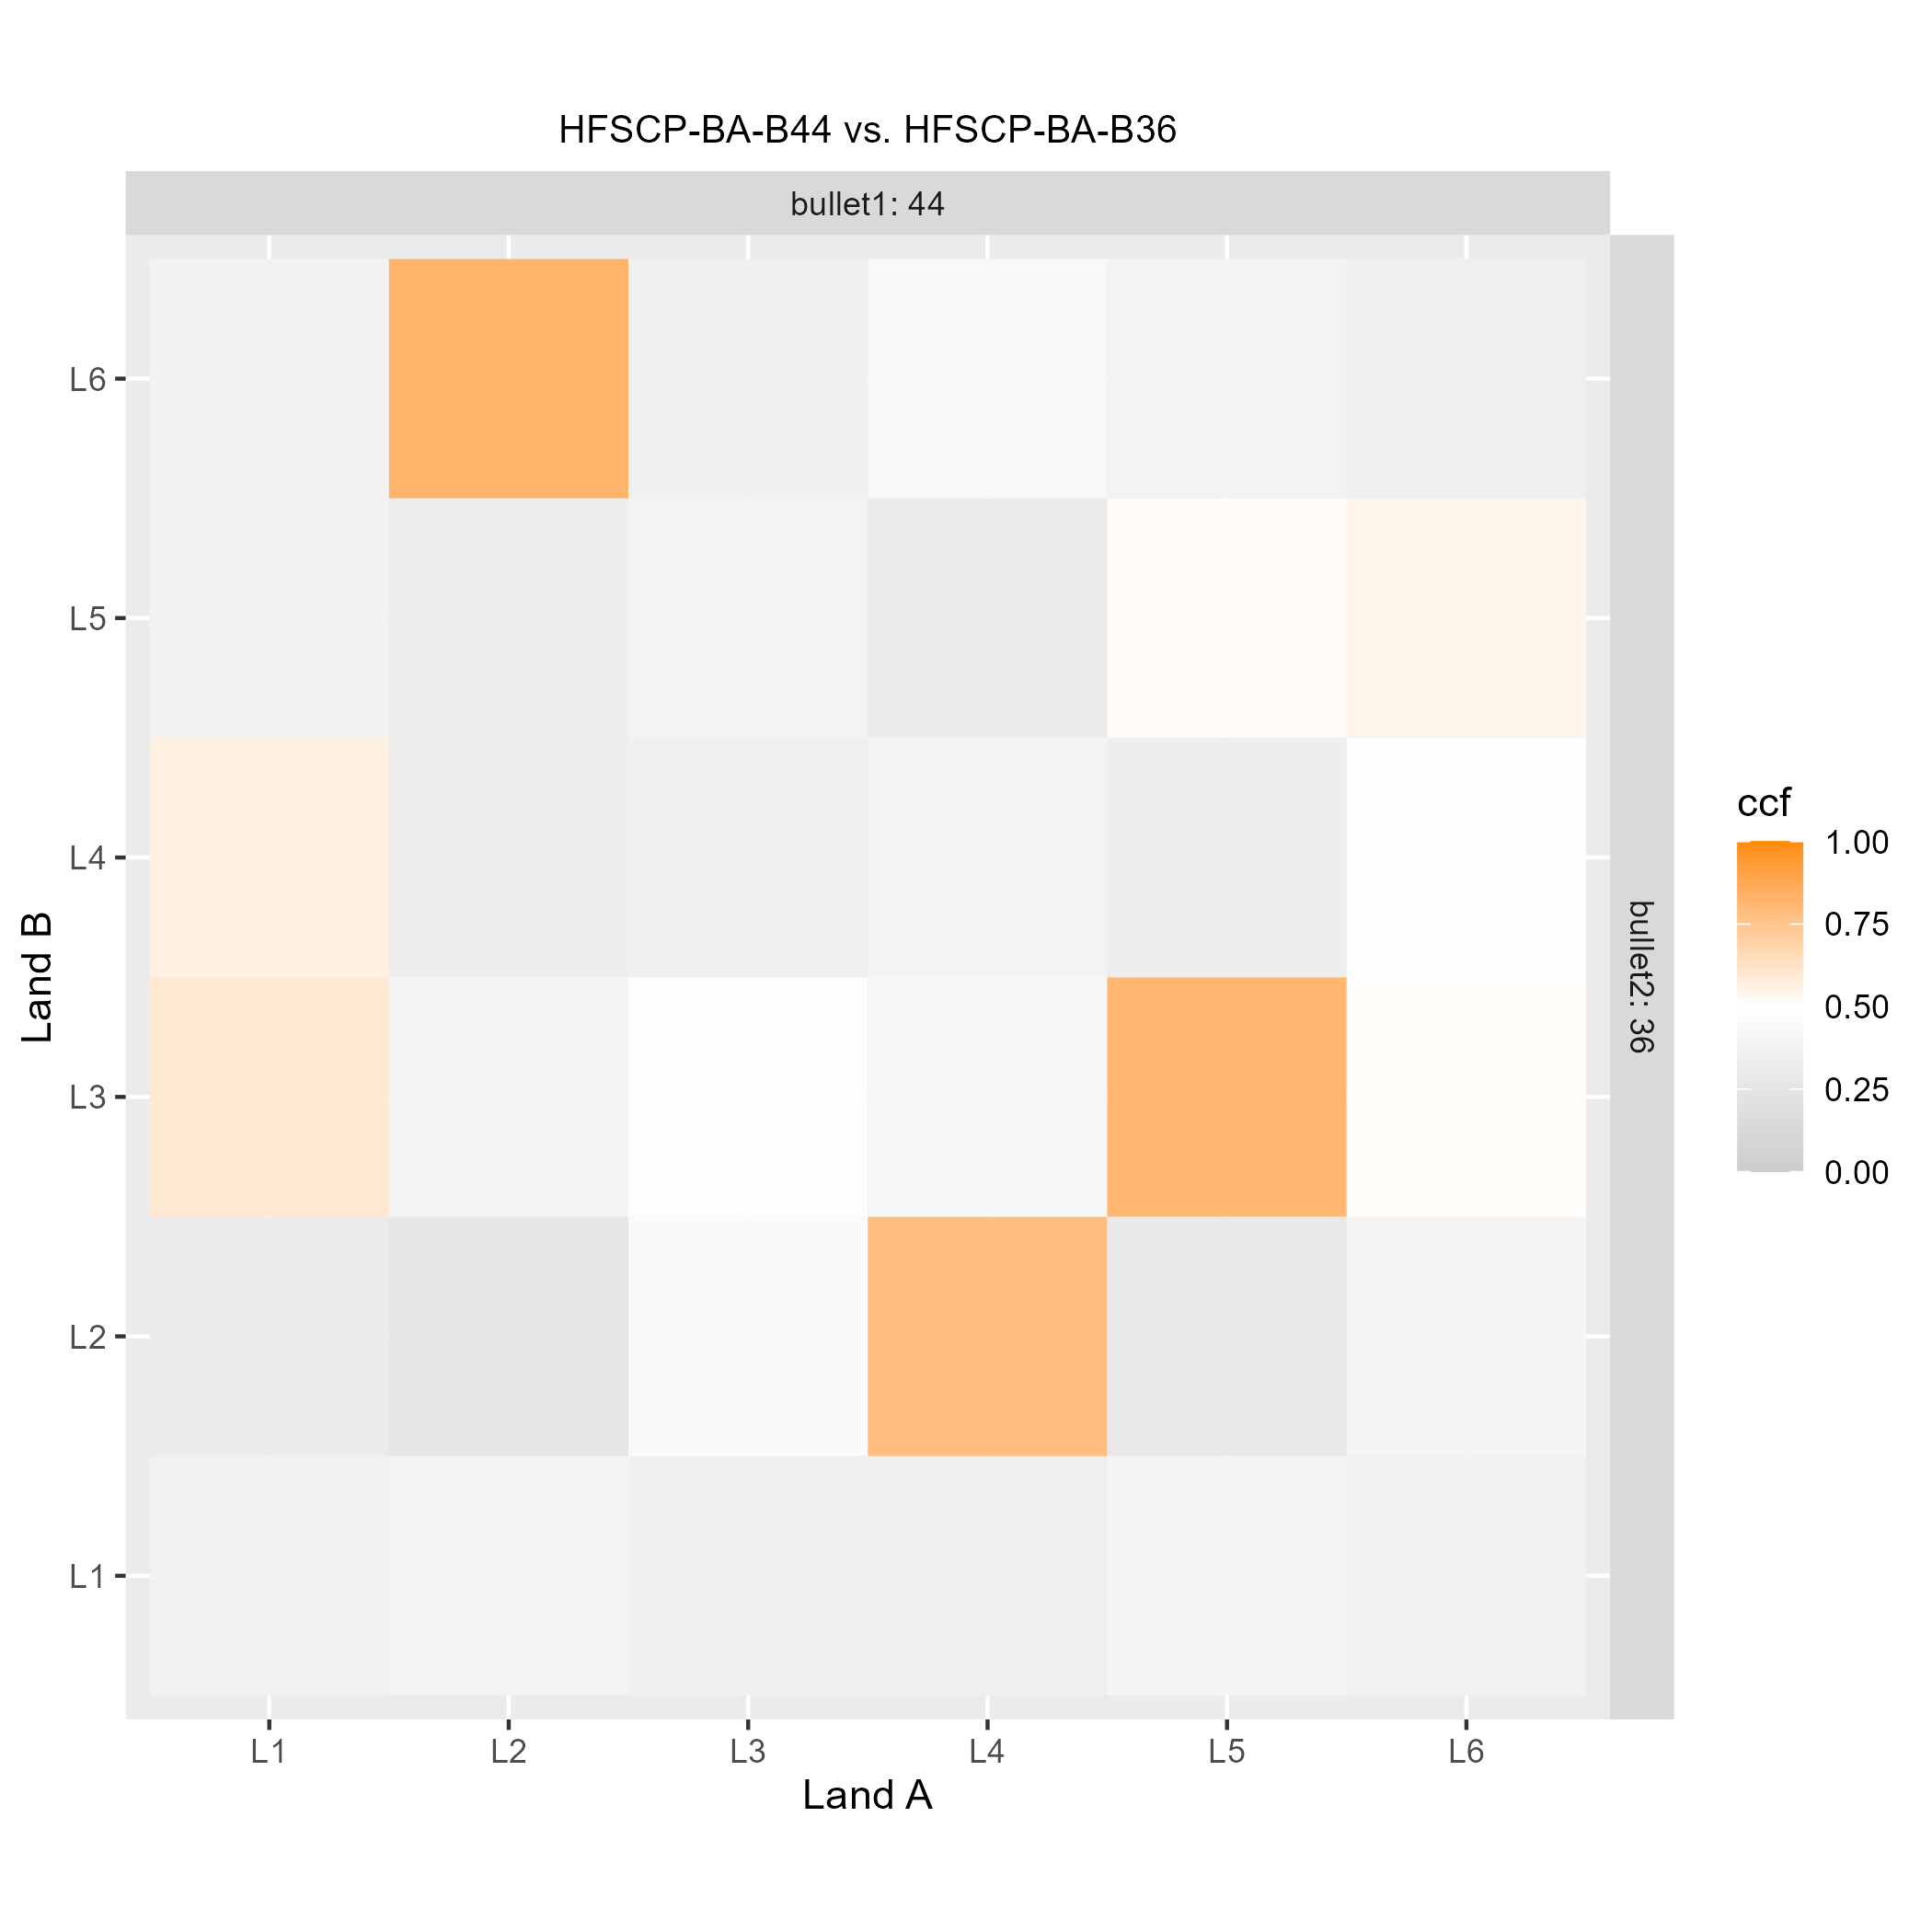 HFSCP-BA-B44 vs. HFSCP-BA-B36
bullet1: 44
L6
L5
L4
L3
L2
L1
Land B
L1 L2 L3 L4 L5 L6
Land A
bullet2: 36
ccf
1.00
0.75
0.50
0.25
0.00